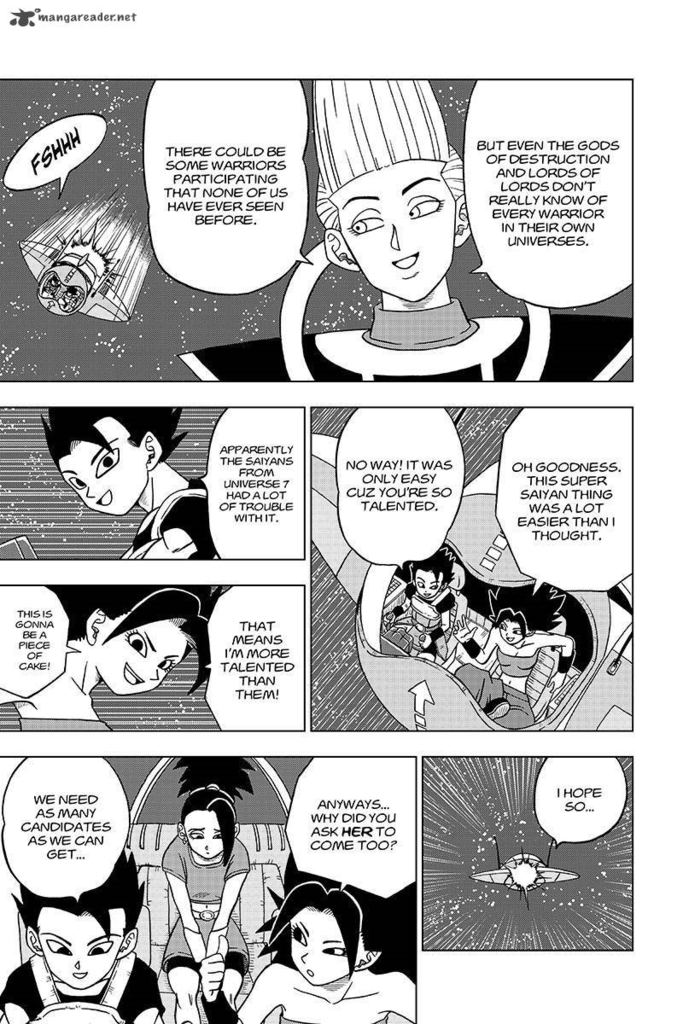 mangareader.net
BUT EVEN THE GODS
OF DESTRUCTION
AND LORDS OF
LORDS DON'T
REALLY KNOW OF
EVERY WARRIOR
IN THEIR OWN
UNIVERSES.
THERE COULD BE
SOME WARRIORS
PARTICIPATING
THAT NONE OF US
HAVE EVER SEEN
BEFORE.
FSHHH
OH GOODNESS.
THIS SUPER
SAIYAN THING
WAS A LOT
EASIER THAN I
THOUGHT.
NO WAY! IT WAS
ONLY EASY
CUZ YOU'RE SO
TALENTED.
APPARENTLY
THE SAIYANS
FROM
UNIVERSE 7
HAD A LOT
OF TROUBLE
WITH IT.
THAT
MEANS
I'M MORE
TALENTED
THAN
THEM!
THIS IS
GONNA
BE A
PIECE
OF
CAKE!
I HOPE
SO...
ANYWAYS...
WHY DID YOU
ASK HER TO
COME TOO?
WE NEED
AS MANY
CANDIDATES
AS WE CAN
GET...